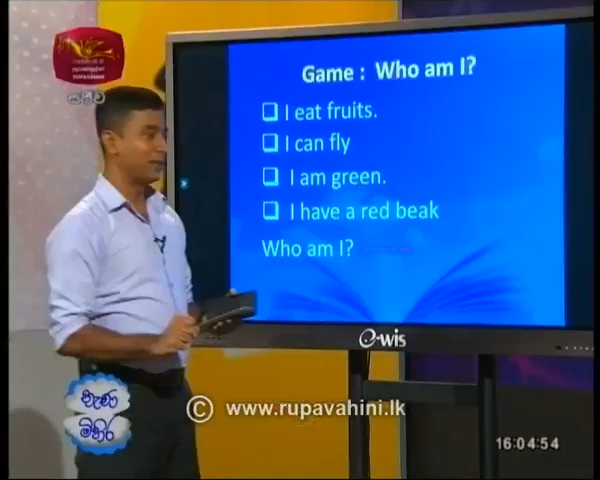 සජීව
Game : Who am I?
❑ I eat fruits.
❑ I can fly
❑ I am green.
❑ I have a red beak
Who am I?
e-wis
නැණ
මිහිර
© www.rupavahini.lk
16:04:54